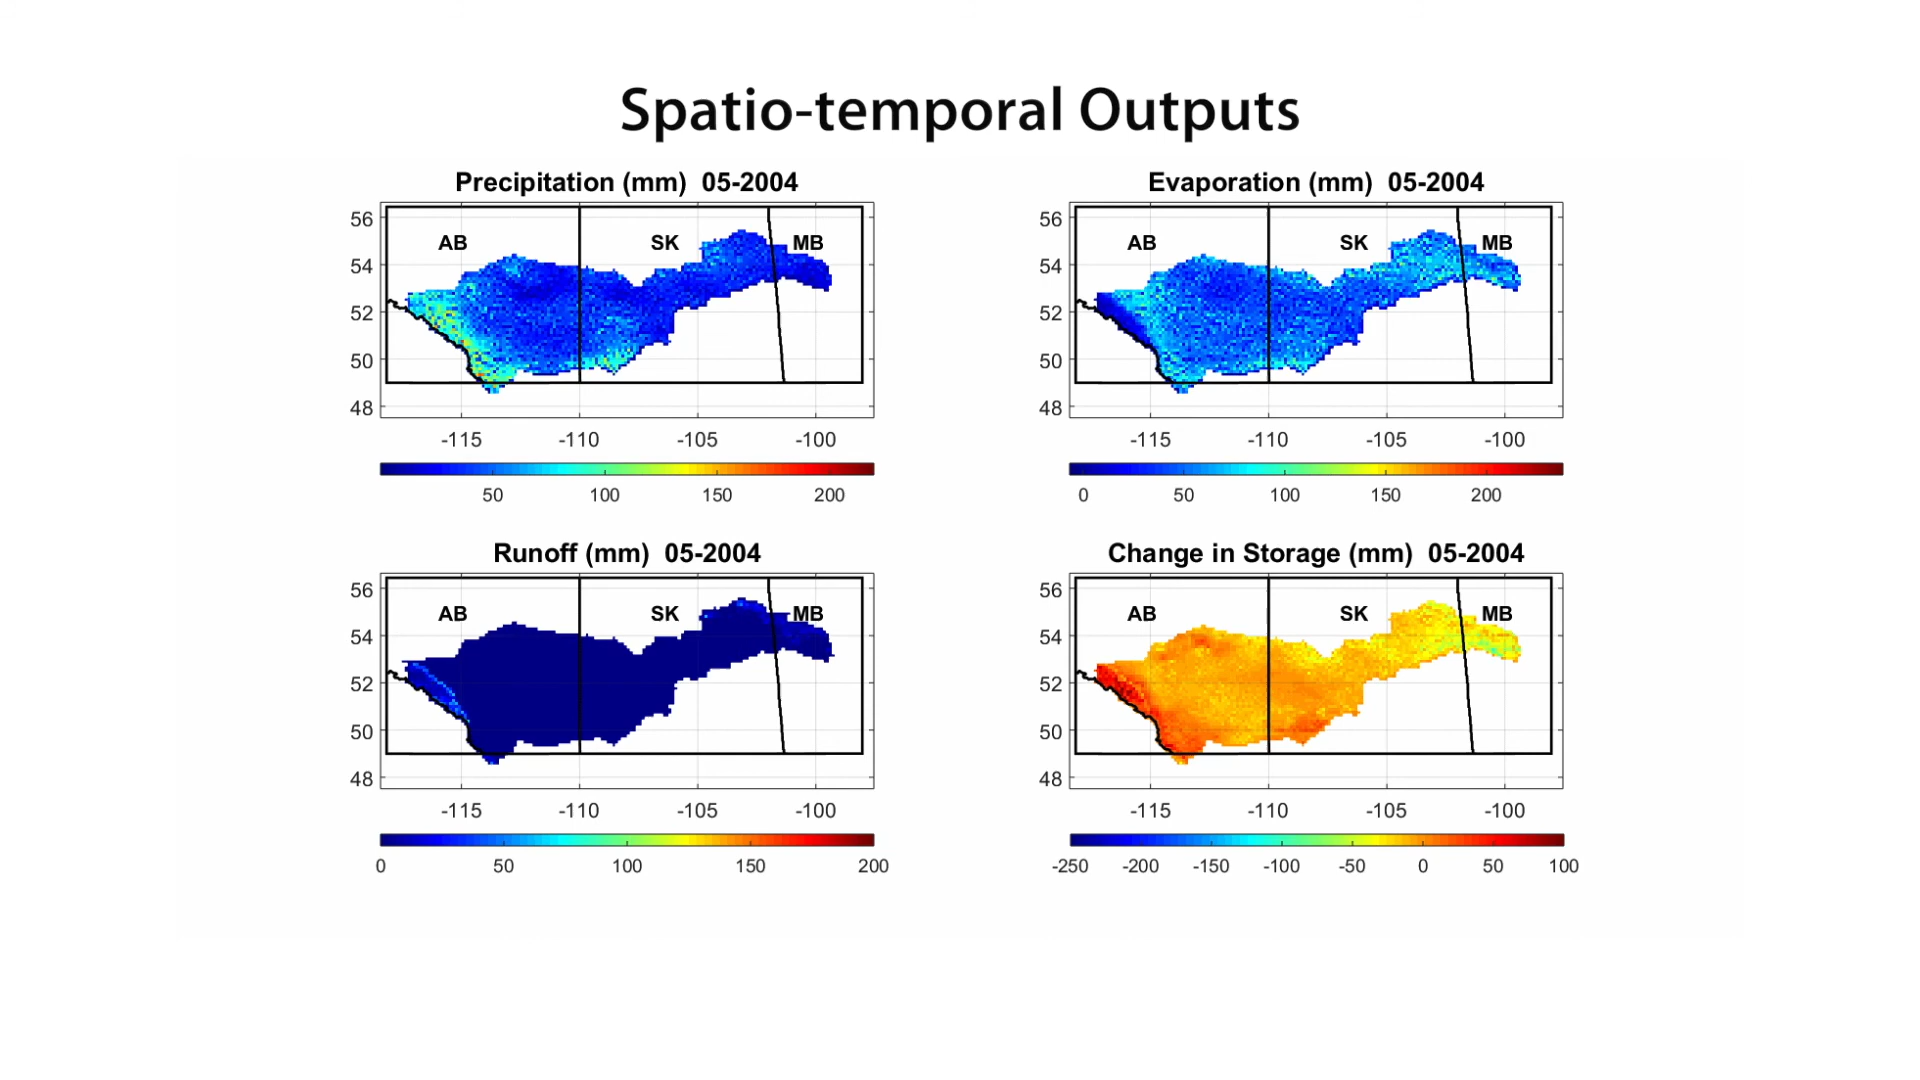 Spatio-temporal Outputs
Precipitation (mm) 05-2004
56
54
52
50
48
AB
SK
MB
-115 -110 -105 -100
50 100 150 200
Evaporation (mm) 05-2004
56
54
52
50
48
AB
SK
MB
-115 -110 -105 -100
0 50 100 150 200
Runoff (mm) 05-2004
56
54
52
50
48
AB
SK
MB
-115 -110 -105 -100
0 50 100 150 200
Change in Storage (mm) 05-2004
56
54
52
50
48
AB
SK
MB
-115 -110 -105 -100
-250 -200 -150 -100 -50 0 50 100